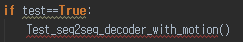 if test==True:
Test_seq2seq_decoder_with_motion()